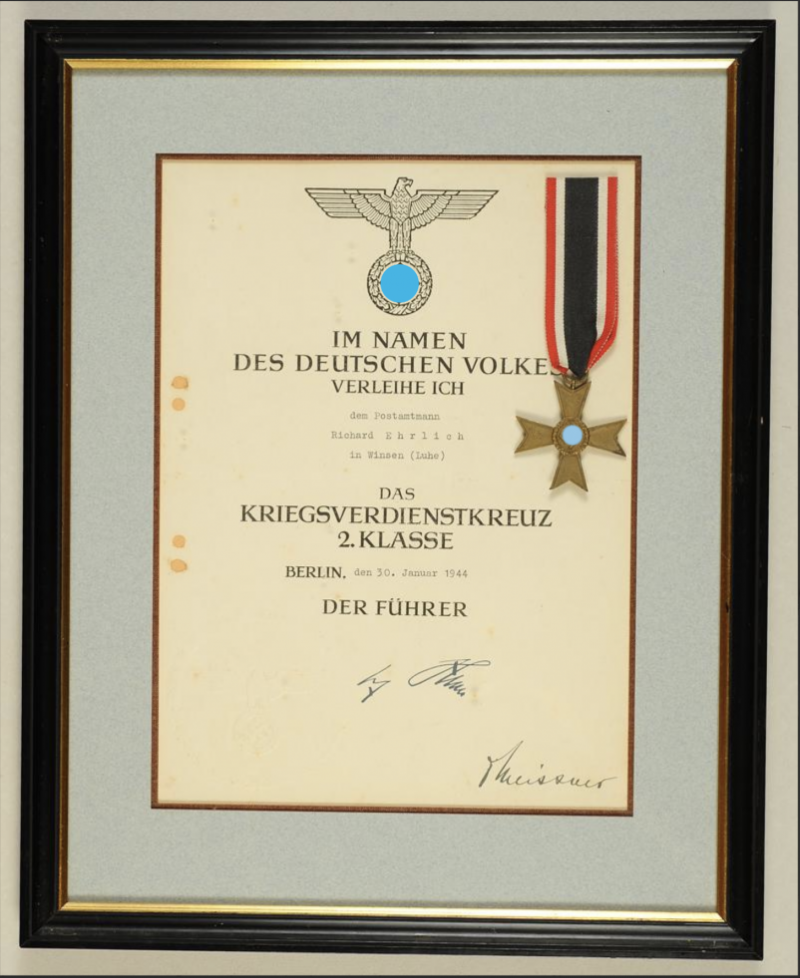 IM NAMEN
DES DEUTSCHEN VOLKES
VERLEIHE ICH
dem Postamtmann
Richard Ehrlich
in Winsen (Luhe)
DAS
KRIEGSVERDIENSTKREUZ
2. KLASSE
BERLIN, den 30. Januar 1944
DER FÜHRER
Meissner